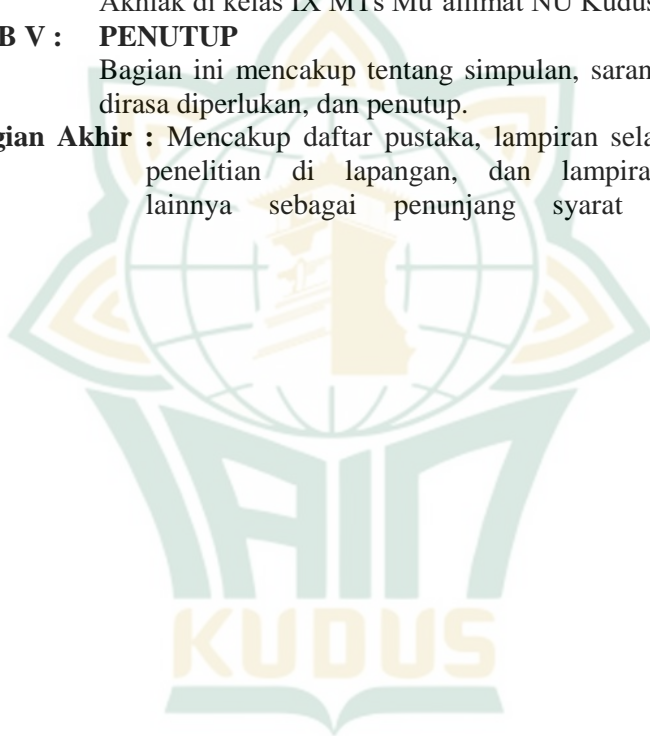 Akhlak di kelas IX MTs Mu'allimat NU Kudus
B V : PENUTUP
Bagian ini mencakup tentang simpulan, saran
dirasa diperlukan, dan penutup.
gian Akhir : Mencakup daftar pustaka, lampiran sela
penelitian di lapangan, dan lampira
lainnya sebagai penunjang syarat
IAIN
KUDUS